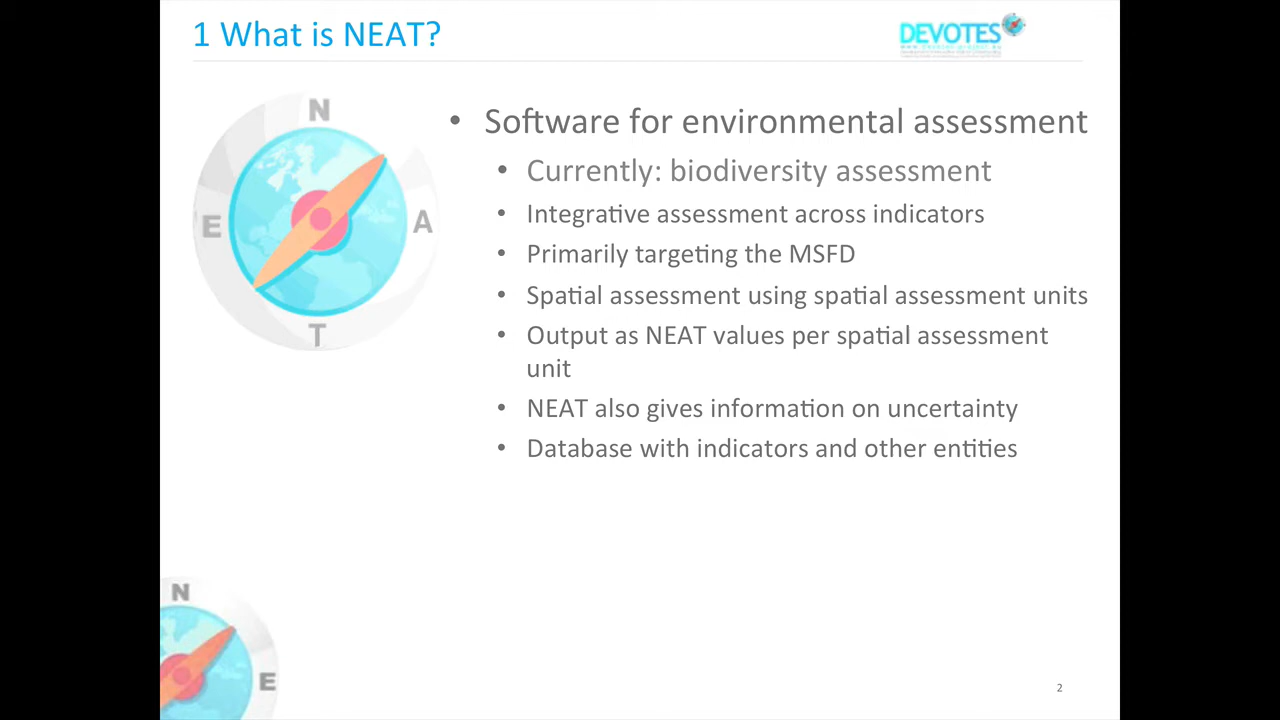 1 What is NEAT?
DEVOTES
N
E
A
T
• Software for environmental assessment
• Currently: biodiversity assessment
• Integrative assessment across indicators
• Primarily targeting the MSFD
• Spatial assessment using spatial assessment units
• Output as NEAT values per spatial assessment
unit
• NEAT also gives information on uncertainty
• Database with indicators and other entities
N
E
2